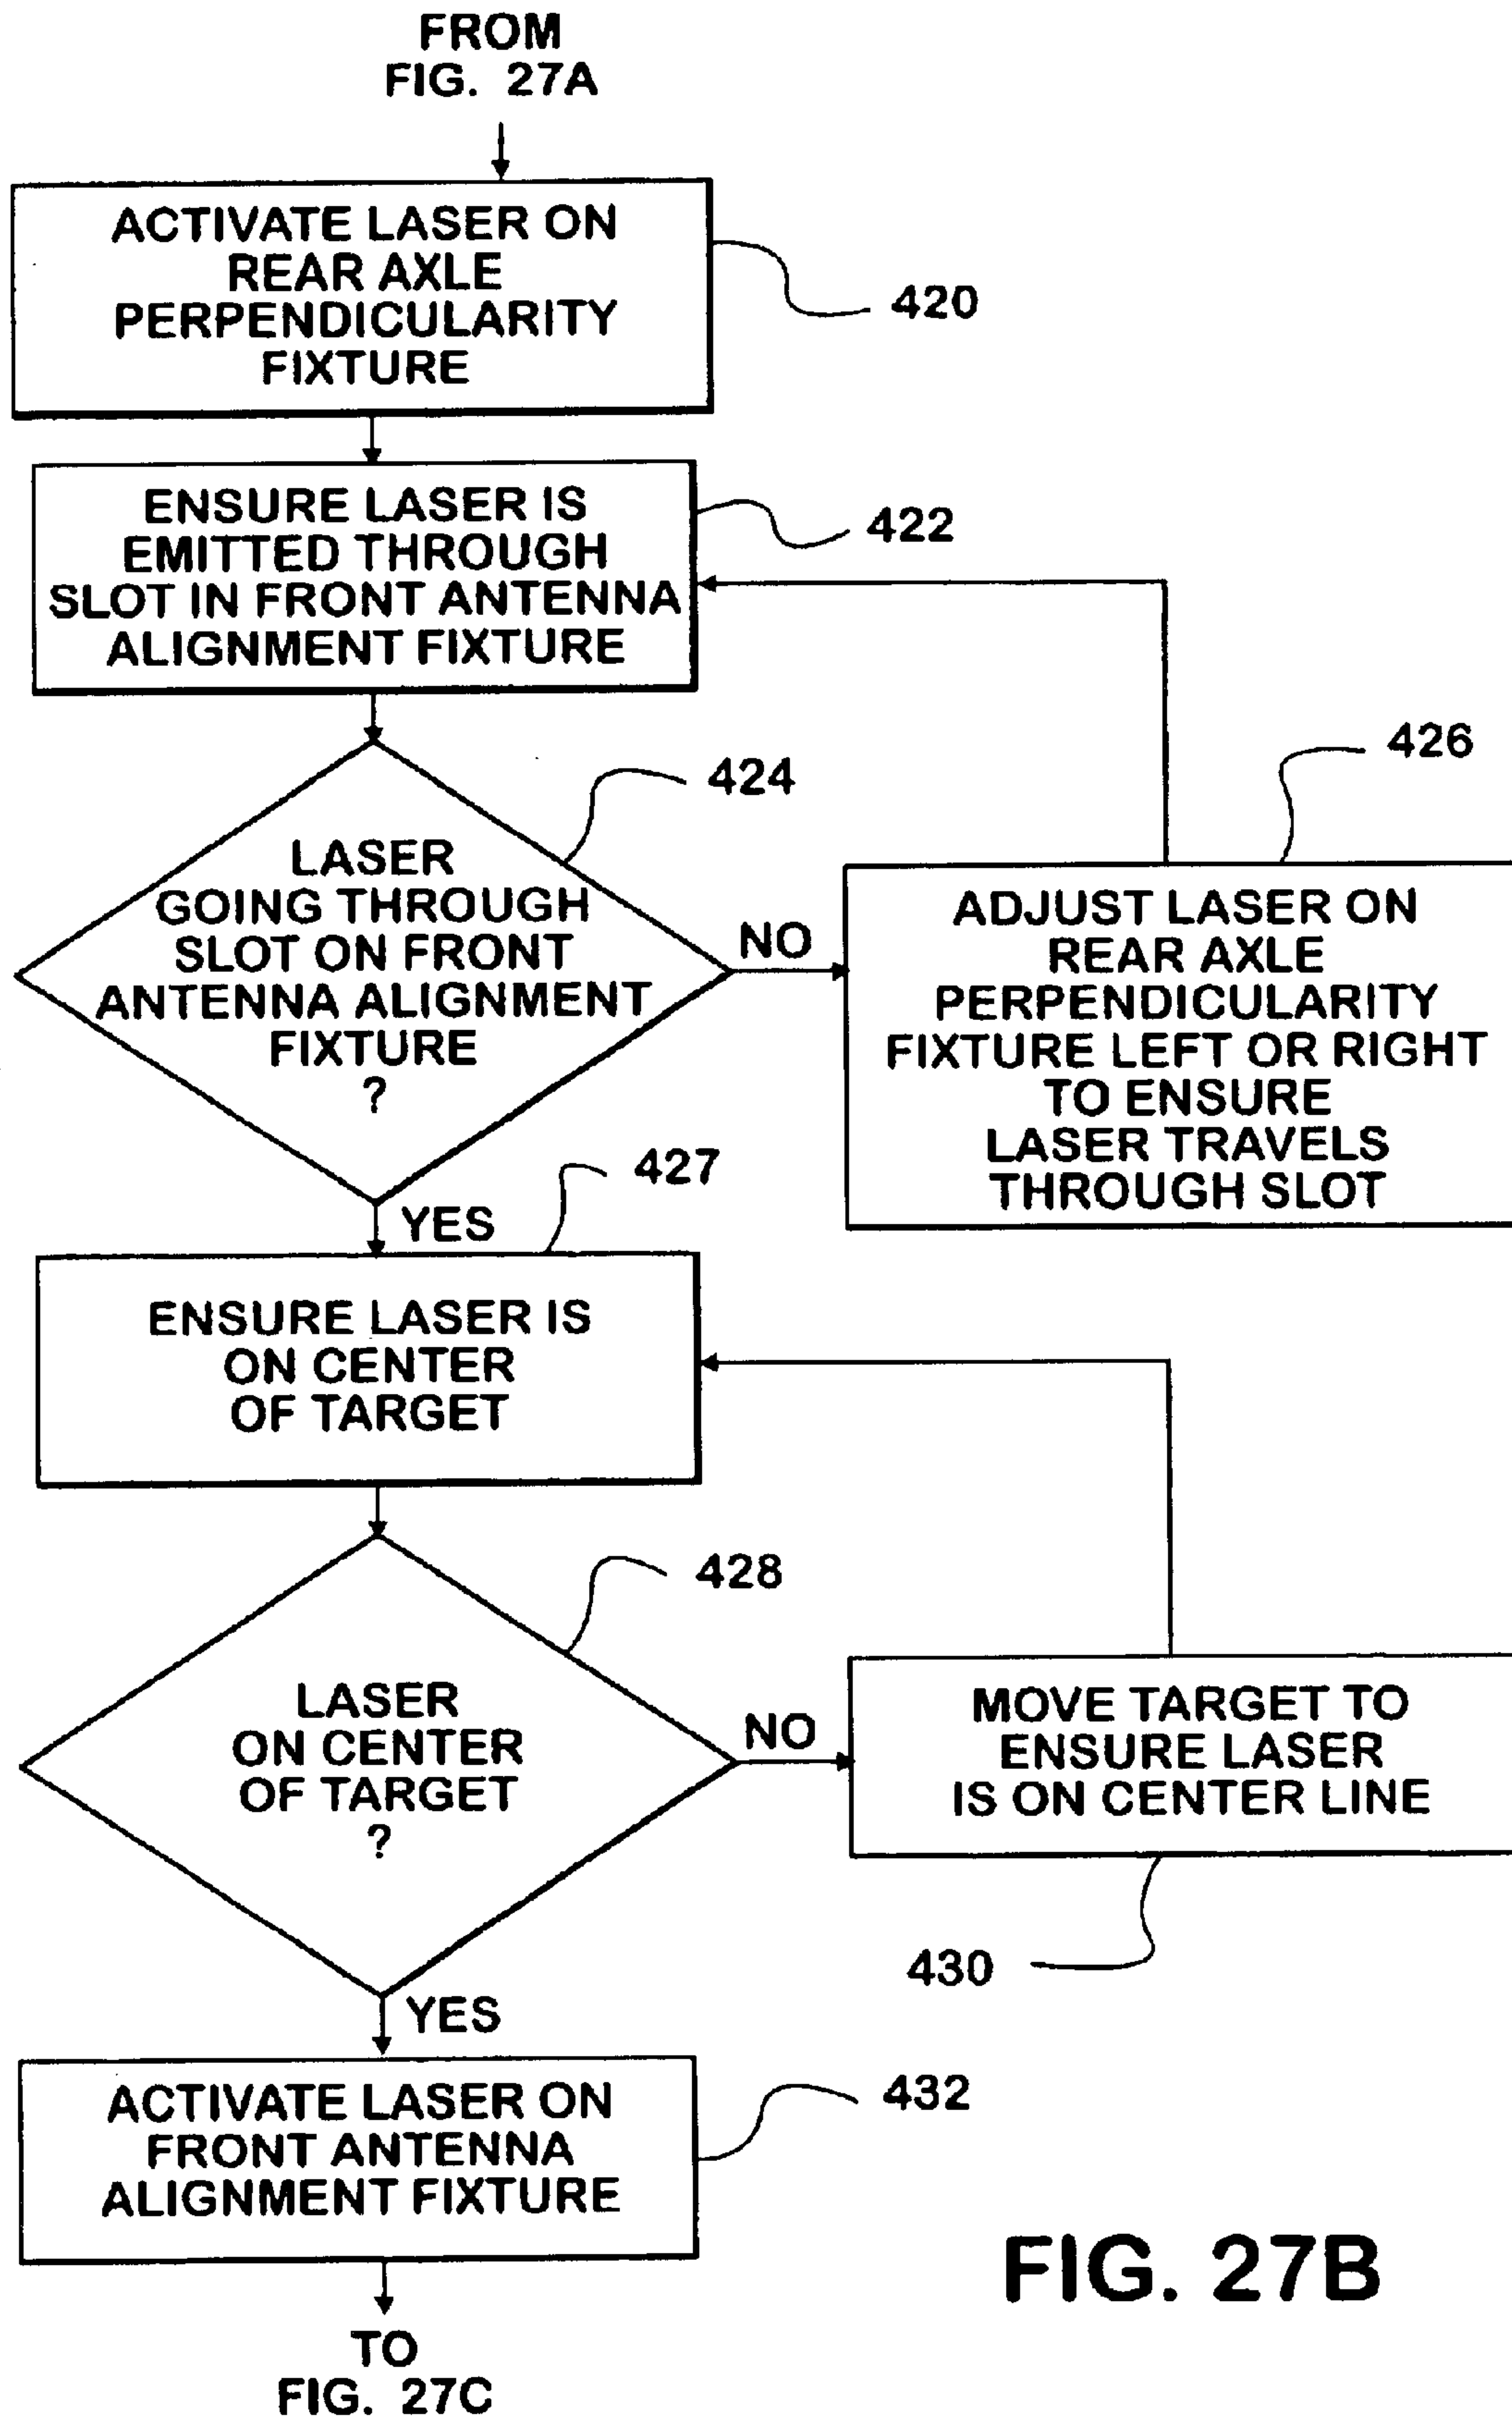 FROM
FIG. 27A
ACTIVATE LASER ON
REAR AXLE
PERPENDICULARITY
FIXTURE
420
ENSURE LASER IS
EMITTED THROUGH
SLOT IN FRONT ANTENNA
ALIGNMENT FIXTURE
422
LASER
GOING THROUGH
SLOT ON FRONT
ANTENNA ALIGNMENT
FIXTURE
?
424
NO
ADJUST LASER ON
REAR AXLE
PERPENDICULARITY
FIXTURE LEFT OR RIGHT
TO ENSURE
LASER TRAVELS
THROUGH SLOT
426
YES
427
ENSURE LASER IS
ON CENTER
OF TARGET
LASER
ON CENTER
OF TARGET
?
428
NO
MOVE TARGET TO
ENSURE LASER
IS ON CENTER LINE
430
YES
ACTIVATE LASER ON
FRONT ANTENNA
ALIGNMENT FIXTURE
432
TO
FIG. 27C
FIG. 27B